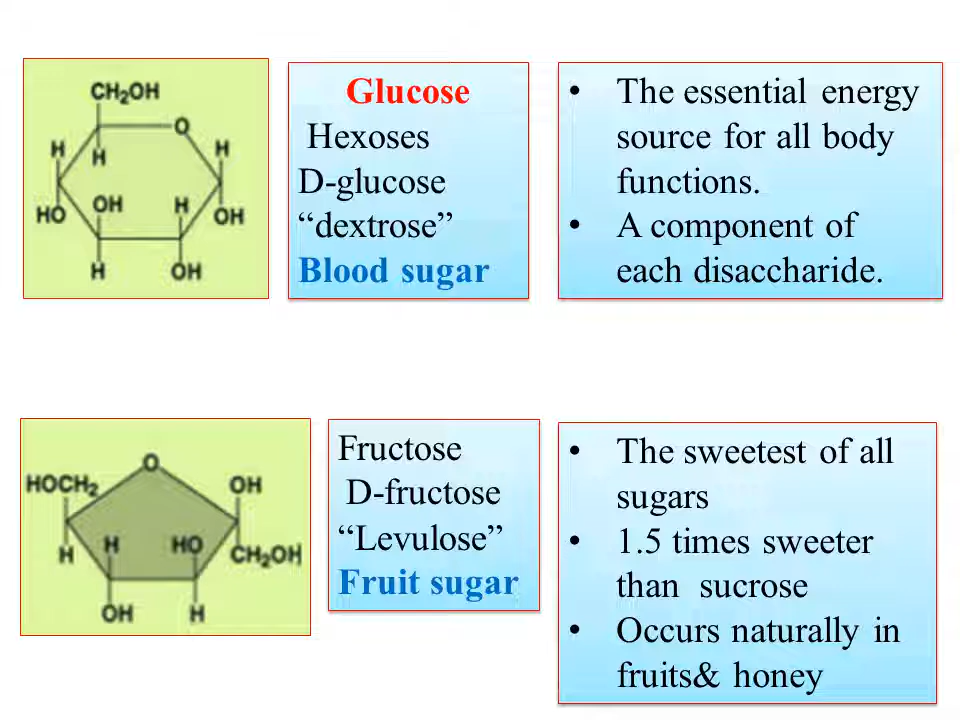 CH₂OH
O
H
H
H
HO
OH
H
OH
H
OH
Glucose
Hexoses
D-glucose
“dextrose”
Blood sugar
• The essential energy
source for all body
functions.
• A component of
each disaccharide.
O
HOCH₂
OH
H
H
HO
CH₂OH
OH
H
Fructose
D-fructose
“Levulose”
Fruit sugar
• The sweetest of all
sugars
• 1.5 times sweeter
than sucrose
• Occurs naturally in
fruits& honey